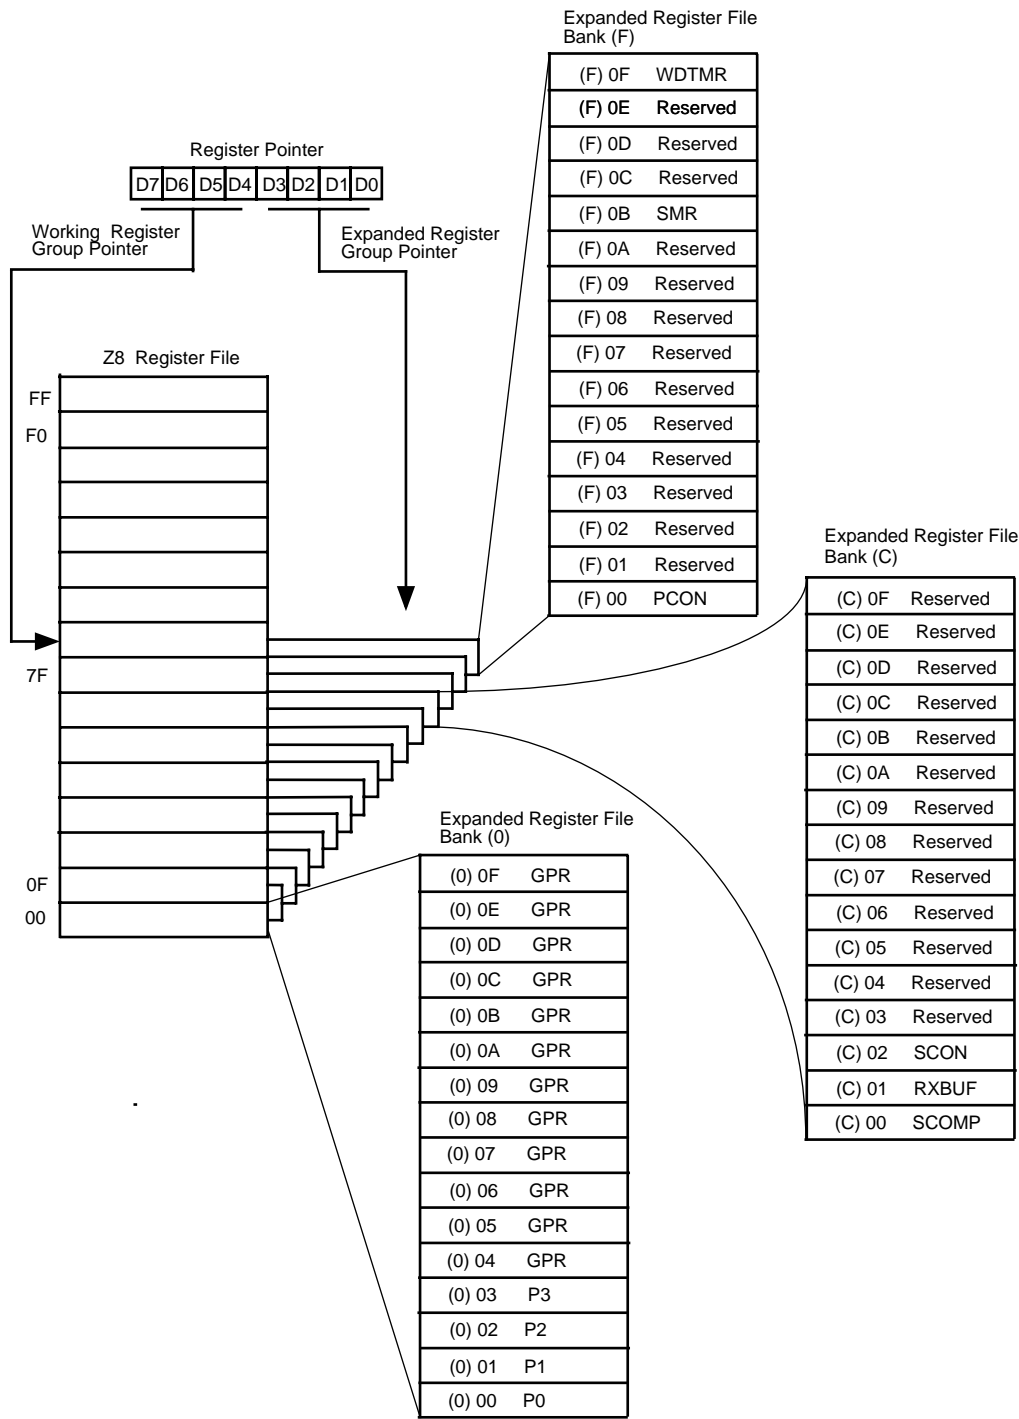 Expanded Register File
Bank (F)
(F) 0F WDTMR
(F) 0E Reserved
(F) 0D Reserved
(F) 0C Reserved
(F) 0B SMR
(F) 0A Reserved
(F) 09 Reserved
(F) 08 Reserved
(F) 07 Reserved
(F) 06 Reserved
(F) 05 Reserved
(F) 04 Reserved
(F) 03 Reserved
(F) 02 Reserved
(F) 01 Reserved
(F) 00 PCON
Register Pointer
D7 D6 D5 D4 D3 D2 D1 D0
Working Register
Group Pointer
Expanded Register
Group Pointer
Z8 Register File
FF
F0
7F
0F
00
Expanded Register File
Bank (C)
(C) 0F Reserved
(C) 0E Reserved
(C) 0D Reserved
(C) 0C Reserved
(C) 0B Reserved
(C) 0A Reserved
(C) 09 Reserved
(C) 08 Reserved
(C) 07 Reserved
(C) 06 Reserved
(C) 05 Reserved
(C) 04 Reserved
(C) 03 Reserved
(C) 02 SCON
(C) 01 RXBUF
(C) 00 SCOMP
Expanded Register File
Bank (0)
(0) 0F GPR
(0) 0E GPR
(0) 0D GPR
(0) 0C GPR
(0) 0B GPR
(0) 0A GPR
(0) 09 GPR
(0) 08 GPR
(0) 07 GPR
(0) 06 GPR
(0) 05 GPR
(0) 04 GPR
(0) 03 P3
(0) 02 P2
(0) 01 P1
(0) 00 P0